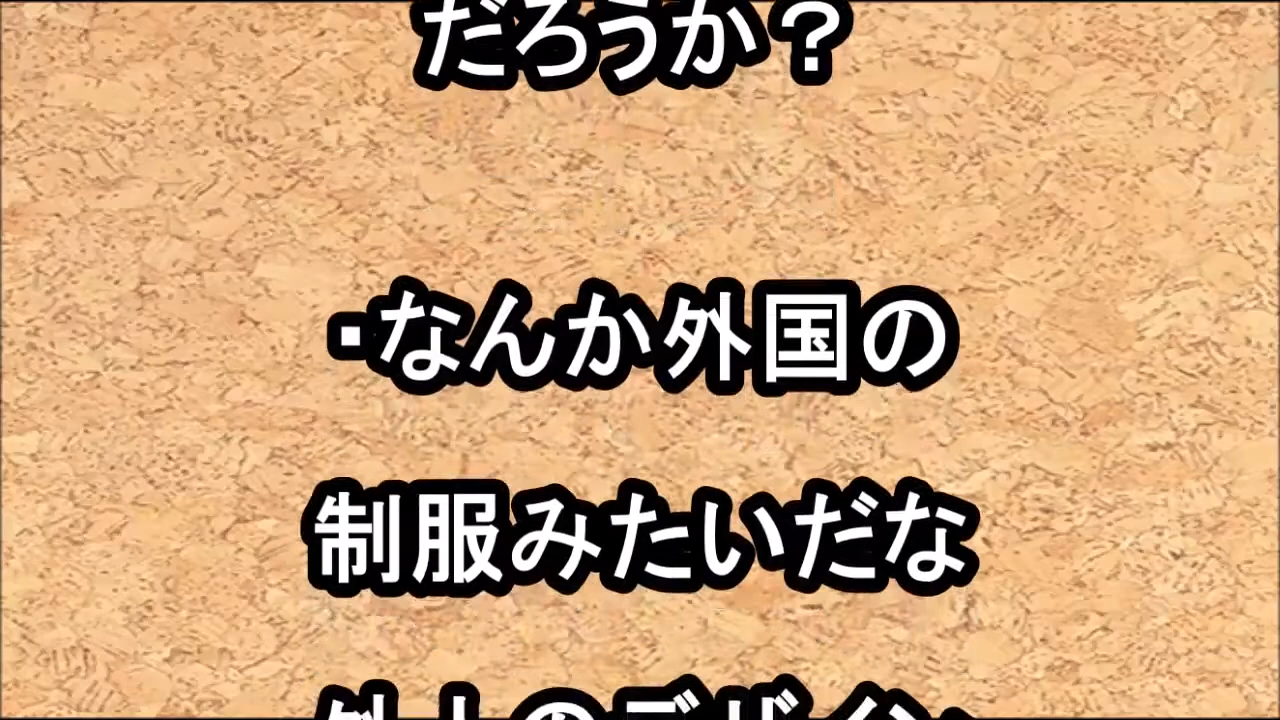 だろうか？
・なんか外国の
制服みたいだな